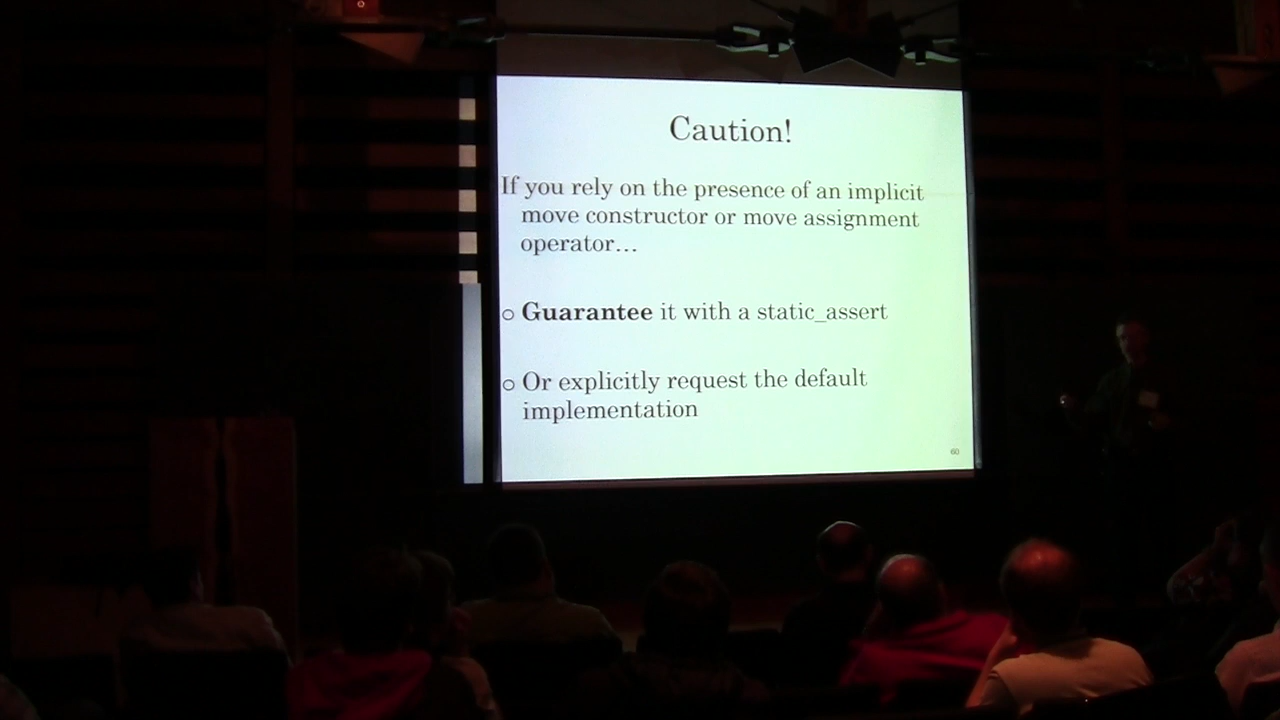 Caution!
If you rely on the presence of an implicit
move constructor or move assignment
operator…
○ Guarantee it with a static_assert
○ Or explicitly request the default
implementation
60